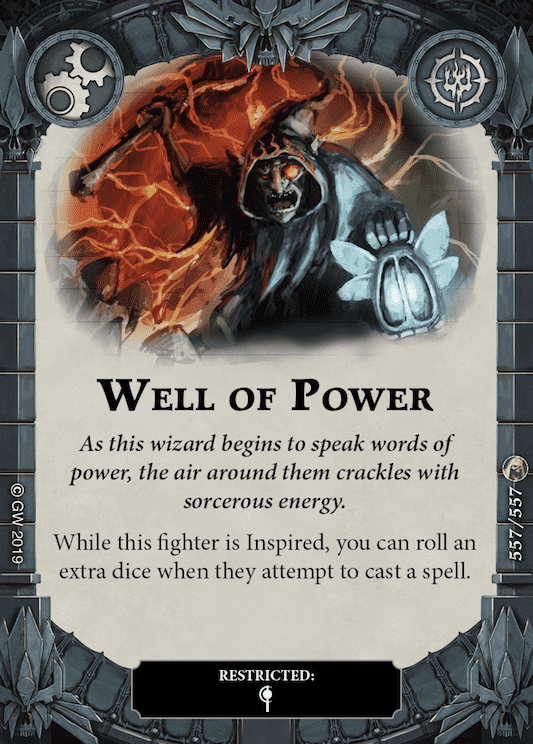 WELL OF POWER
As this wizard begins to speak words of
power, the air around them crackles with
sorcerous energy.
While this fighter is Inspired, you can roll an
extra dice when they attempt to cast a spell.
© GW 2019
557/557
RESTRICTED: